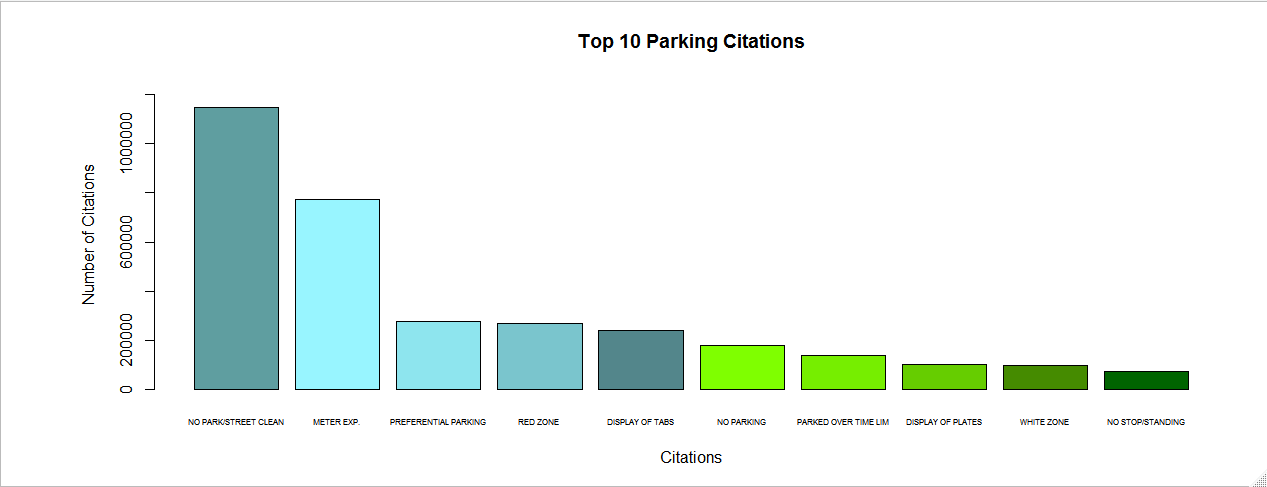 Top 10 Parking Citations
Number of Citations
1000000
600000
200000
0
NO PARK/STREET CLEAN METER EXP. PREFERENTIAL PARKING RED ZONE DISPLAY OF TABS NO PARKING PARKED OVER TIME LIM DISPLAY OF PLATES WHITE ZONE NO STOP/STANDING
Citations